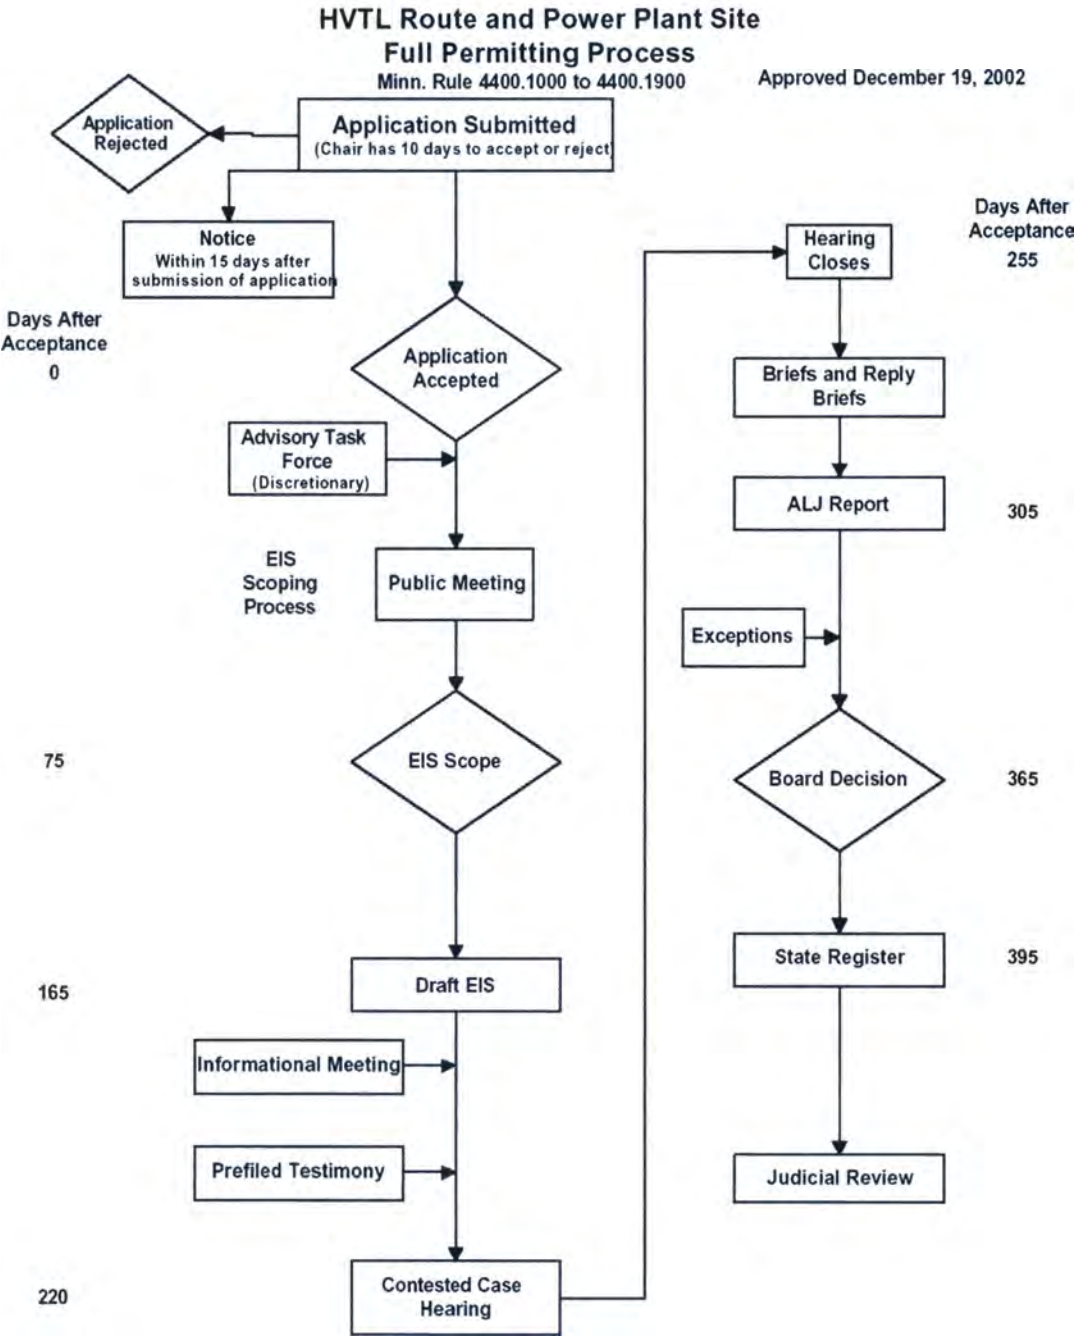 HVTL Route and Power Plant Site
Full Permitting Process
Minn. Rule 4400.1000 to 4400.1900
Approved December 19, 2002
Application
Rejected
Application Submitted
(Chair has 10 days to accept or reject)
Notice
Within 15 days after
submission of application
Days After
Acceptance
0
Application
Accepted
Advisory Task
Force
(Discretionary)
EIS
Scoping
Process
Public Meeting
75
EIS Scope
165
Draft EIS
Informational Meeting
Prefiled Testimony
220
Contested Case
Hearing
Days After
Acceptance
255
Hearing
Closes
Briefs and Reply
Briefs
ALJ Report
305
Exceptions
Board Decision
365
State Register
395
Judicial Review